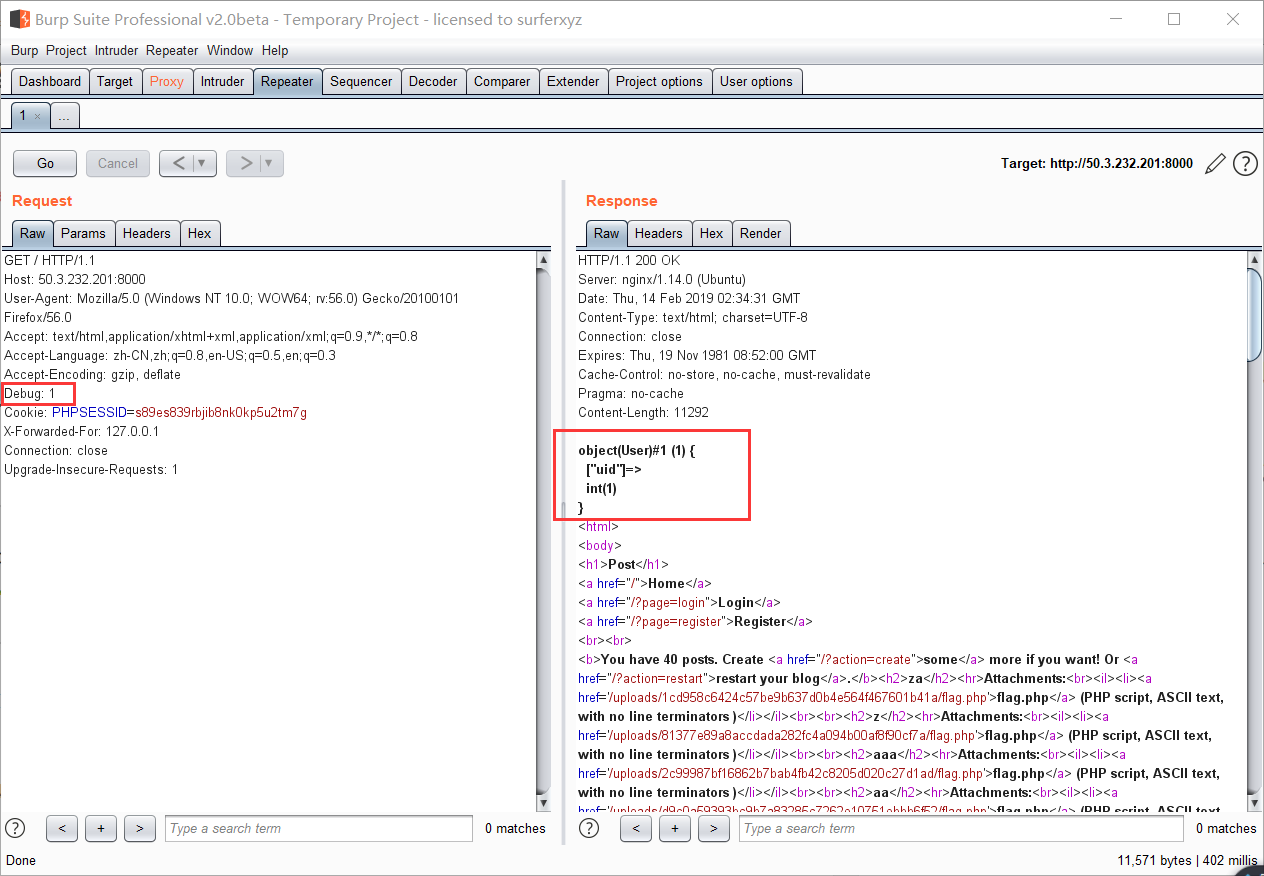 Burp Suite Professional v2.0beta - Temporary Project - licensed to surferxyz
Burp Project Intruder Repeater Window Help
Dashboard Target Proxy Intruder Repeater Sequencer Decoder Comparer Extender Project options User options
1 × ...
Go Cancel < ▼ > ▼ Target: http://50.3.232.201:8000 ?
Request
Raw Params Headers Hex
GET / HTTP/1.1
Host: 50.3.232.201:8000
User-Agent: Mozilla/5.0 (Windows NT 10.0; WOW64; rv:56.0) Gecko/20100101
Firefox/56.0
Accept: text/html,application/xhtml+xml,application/xml;q=0.9,*/*;q=0.8
Accept-Language: zh-CN,zh;q=0.8,en-US;q=0.5,en;q=0.3
Accept-Encoding: gzip, deflate
Debug: 1
Cookie: PHPSESSID=s89es839rbjib8nk0kp5u2tm7g
X-Forwarded-For: 127.0.0.1
Connection: close
Upgrade-Insecure-Requests: 1
? < + > Type a search term 0 matches
Response
Raw Headers Hex Render
HTTP/1.1 200 OK
Server: nginx/1.14.0 (Ubuntu)
Date: Thu, 14 Feb 2019 02:34:31 GMT
Content-Type: text/html; charset=UTF-8
Connection: close
Expires: Thu, 19 Nov 1981 08:52:00 GMT
Cache-Control: no-store, no-cache, must-revalidate
Pragma: no-cache
Content-Length: 11292
object(User)#1 (1) {
["uid"]=>
int(1)
}
<html>
<body>
<h1>Post</h1>
<a href="/">Home</a>
<a href="/?page=login">Login</a>
<a href="/?page=register">Register</a>
<br><br>
<b>You have 40 posts. Create <a href="/?action=create">some</a> more if you want! Or <a
href="/?action=restart">restart your blog</a>.</b><h2>za</h2><hr>Attachments:<br><il><li><a
href='/uploads/1cd958c6424c57be9b637d0b4e564f467601b41a/flag.php'>flag.php</a> (PHP script, ASCII text,
with no line terminators )</li></il><br><br><h2>z</h2><hr>Attachments:<br><il><li><a
href='/uploads/81377e89a8accdada282fc4a094b00af8f90cf7a/flag.php'>flag.php</a> (PHP script, ASCII text,
with no line terminators )</li></il><br><br><h2>aaa</h2><hr>Attachments:<br><il><li><a
href='/uploads/2c99987bf16862b7bab4fb42c8205d020c27d1ad/flag.php'>flag.php</a> (PHP script, ASCII text,
with no line terminators )</li></il><br><br><h2>aa</h2><hr>Attachments:<br><il><li><a
? < + > Type a search term 0 matches
Done 11,571 bytes | 402 millis